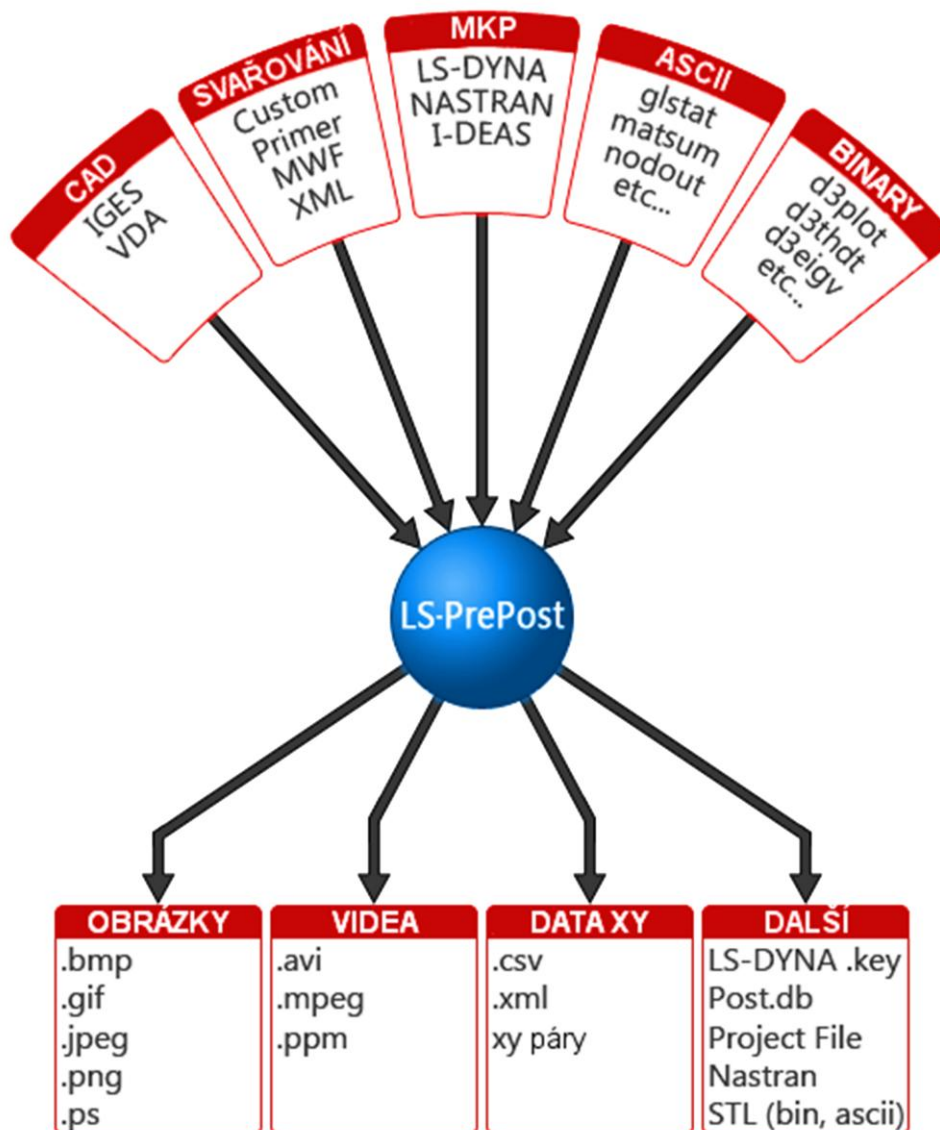 CAD
IGES
VDA
SVAŘOVÁNÍ
Custom
Primer
MWF
XML
MKP
LS-DYNA
NASTRAN
I-DEAS
ASCII
glstat
matsum
nodout
etc...
BINARY
d3plot
d3thdt
d3eigv
etc...
LS-PrePost
OBRÁZKY
.bmp
.gif
.jpeg
.png
.ps
VIDEA
.avi
.mpeg
.ppm
DATA XY
.csv
.xml
xy páry
DALŠÍ
LS-DYNA .key
Post.db
Project File
Nastran
STL (bin, ascii)